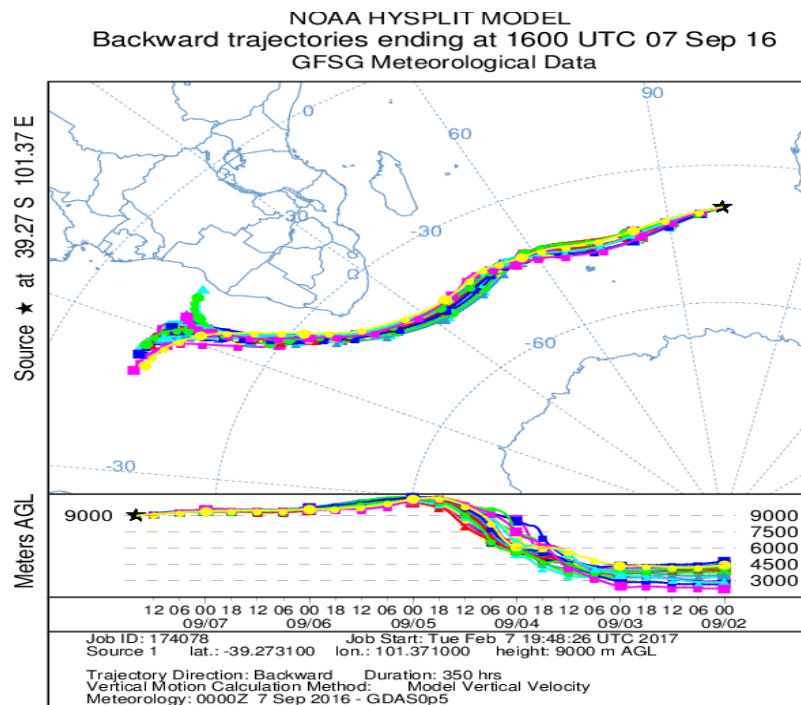 NOAA HYSPLIT MODEL
Backward trajectories ending at 1600 UTC 07 Sep 16
GFSG Meteorological Data
Source ★ at 39.27 S 101.37 E
90
0
60
30
-30
-60
-30
Meters AGL
9000
9000
7500
6000
4500
3000
12 06 00 18 12 06 00 18 12 06 00 18 12 06 00 18 12 06 00 18 12 06 00
09/07 09/06 09/05 09/04 09/03 09/02
Job ID: 174078 Job Start: Tue Feb 7 19:48:26 UTC 2017
Source 1 lat.: -39.273100 lon.: 101.371000 height: 9000 m AGL
Trajectory Direction: Backward Duration: 350 hrs
Vertical Motion Calculation Method: Model Vertical Velocity
Meteorology: 0000Z 7 Sep 2016 - GDAS0p5